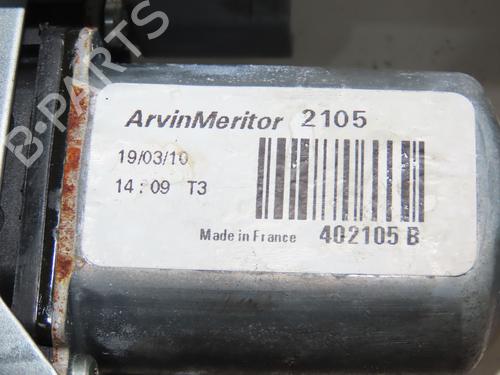 ArvinMeritor 2105
19/03/10
14:09 T3
Made in France 402105 B
B-PARTS